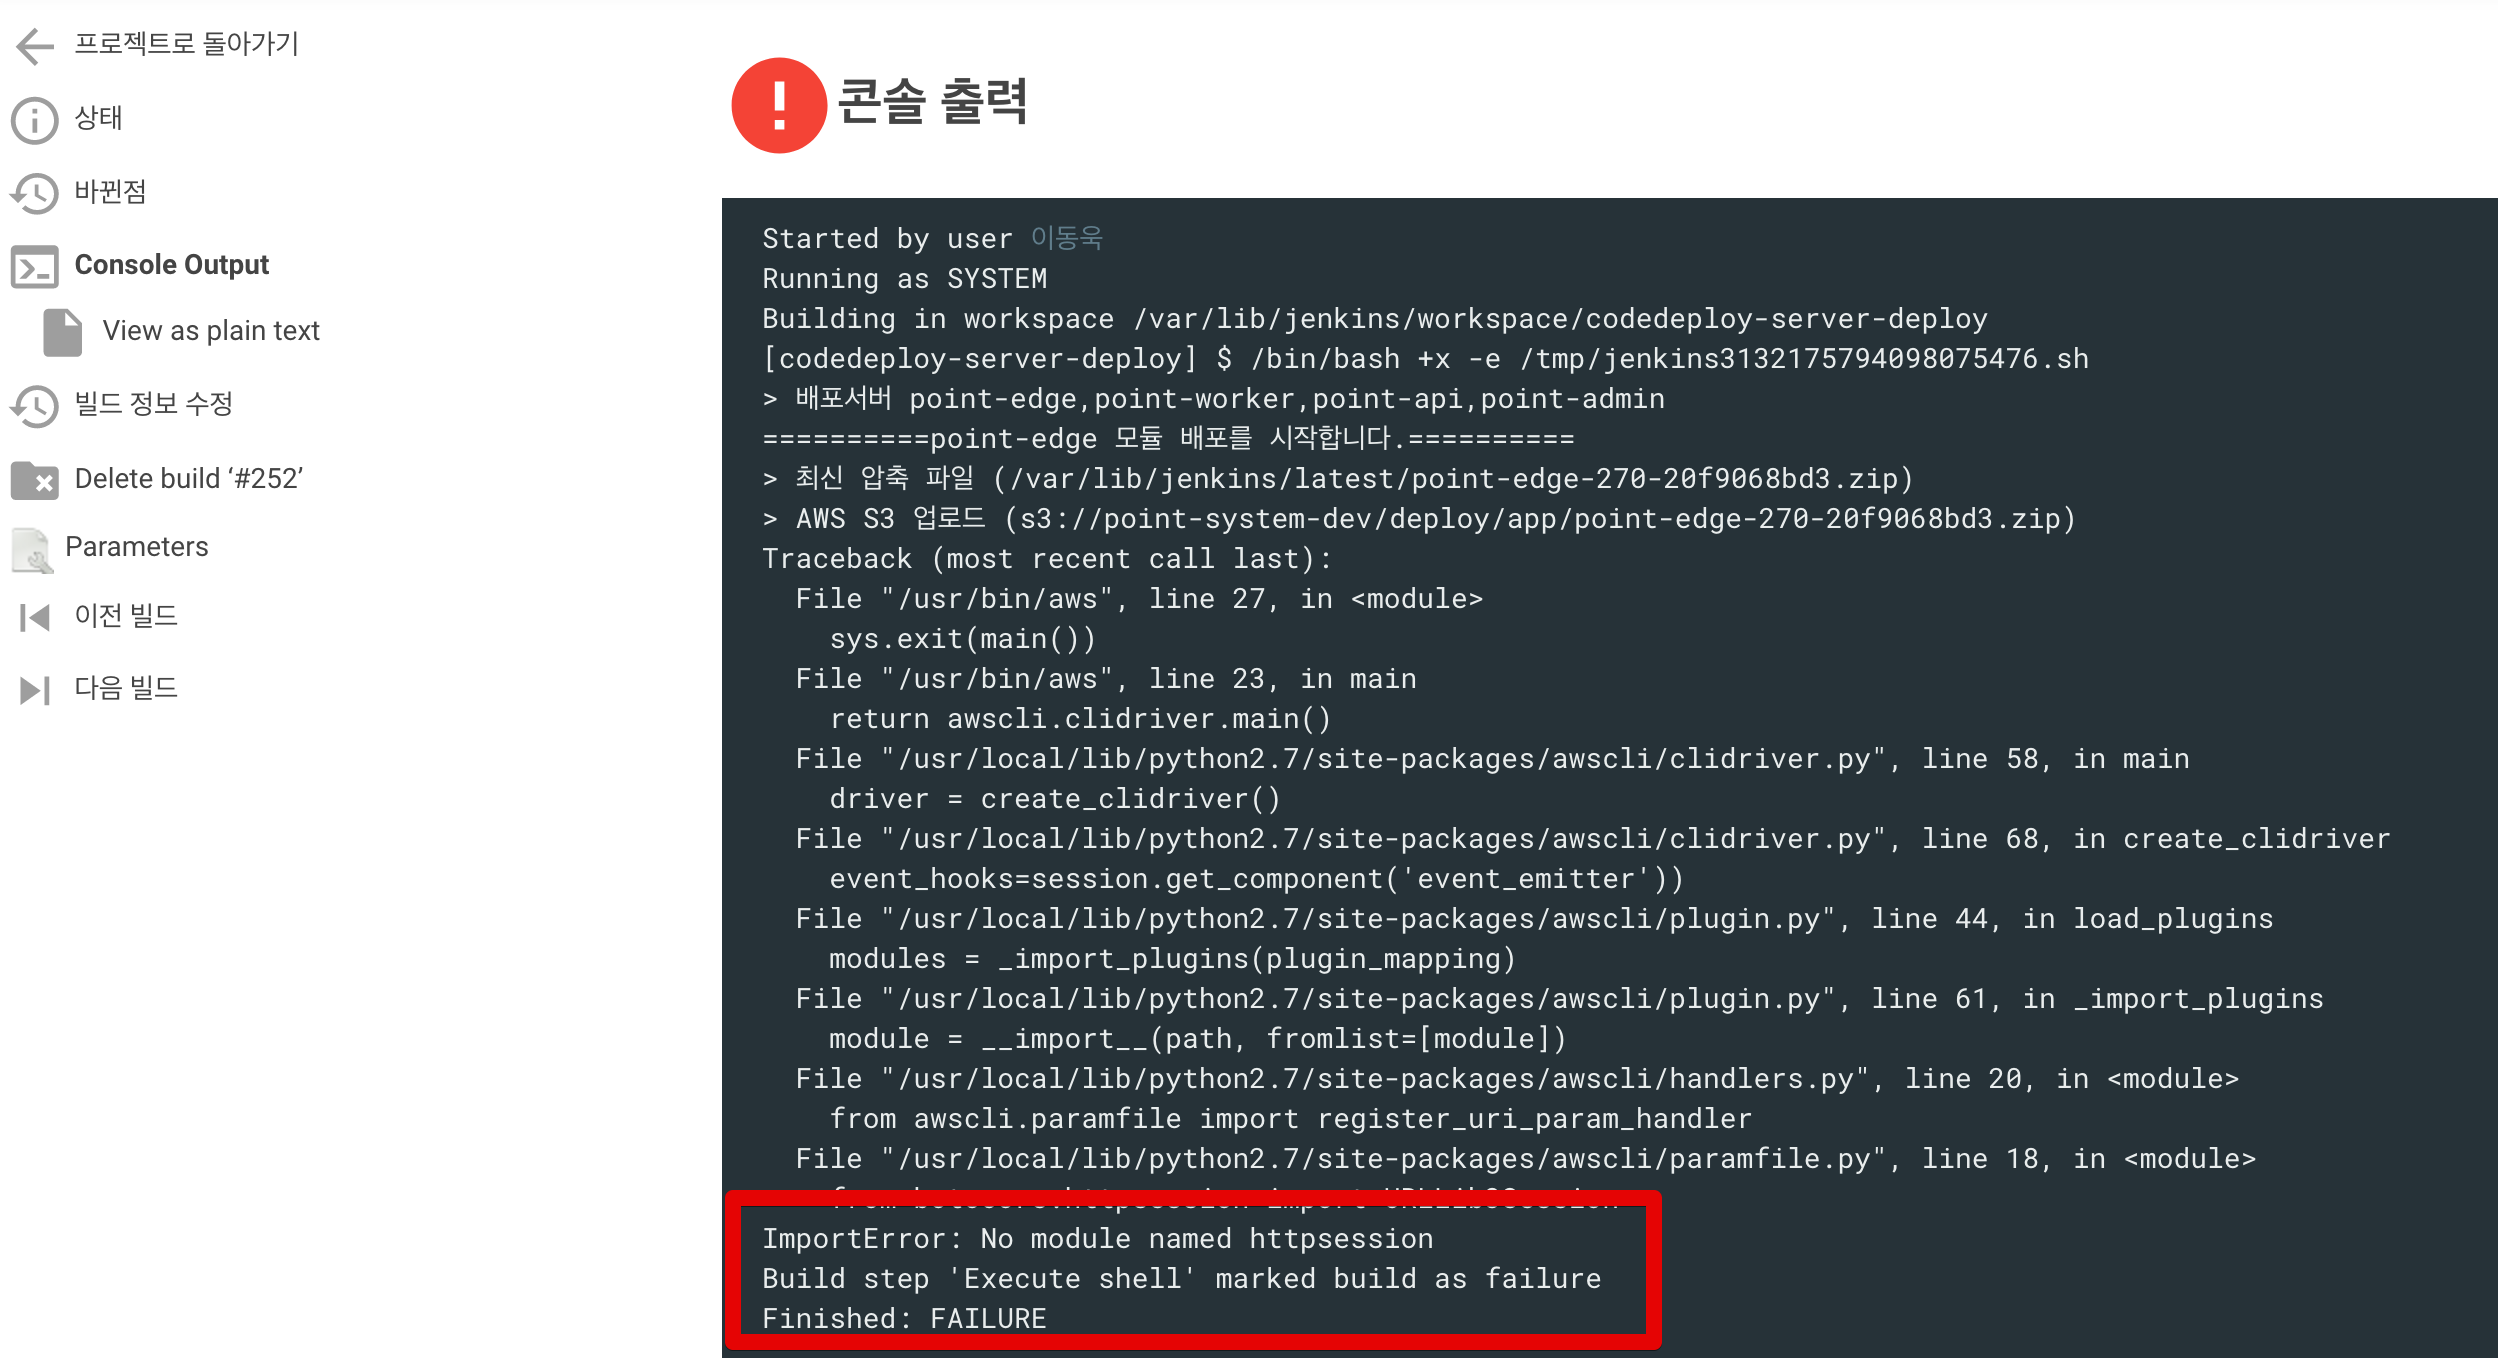 프로젝트로 돌아가기
상태
바뀐점
Console Output
View as plain text
빌드 정보 수정
Delete build ‘#252’
Parameters
이전 빌드
다음 빌드
콘솔 출력
Started by user 이동욱
Running as SYSTEM
Building in workspace /var/lib/jenkins/workspace/codedeploy-server-deploy
[codedeploy-server-deploy] $ /bin/bash +x -e /tmp/jenkins3132175794098075476.sh
> 배포서버 point-edge,point-worker,point-api,point-admin
==========point-edge 모듈 배포를 시작합니다.==========
> 최신 압축 파일 (/var/lib/jenkins/latest/point-edge-270-20f9068bd3.zip)
> AWS S3 업로드 (s3://point-system-dev/deploy/app/point-edge-270-20f9068bd3.zip)
Traceback (most recent call last):
  File "/usr/bin/aws", line 27, in <module>
    sys.exit(main())
  File "/usr/bin/aws", line 23, in main
    return awscli.clidriver.main()
  File "/usr/local/lib/python2.7/site-packages/awscli/clidriver.py", line 58, in main
    driver = create_clidriver()
  File "/usr/local/lib/python2.7/site-packages/awscli/clidriver.py", line 68, in create_clidriver
    event_hooks=session.get_component('event_emitter'))
  File "/usr/local/lib/python2.7/site-packages/awscli/plugin.py", line 44, in load_plugins
    modules = _import_plugins(plugin_mapping)
  File "/usr/local/lib/python2.7/site-packages/awscli/plugin.py", line 61, in _import_plugins
    module = __import__(path, fromlist=[module])
  File "/usr/local/lib/python2.7/site-packages/awscli/handlers.py", line 20, in <module>
    from awscli.paramfile import register_uri_param_handler
  File "/usr/local/lib/python2.7/site-packages/awscli/paramfile.py", line 18, in <module>
ImportError: No module named httpsession
Build step 'Execute shell' marked build as failure
Finished: FAILURE